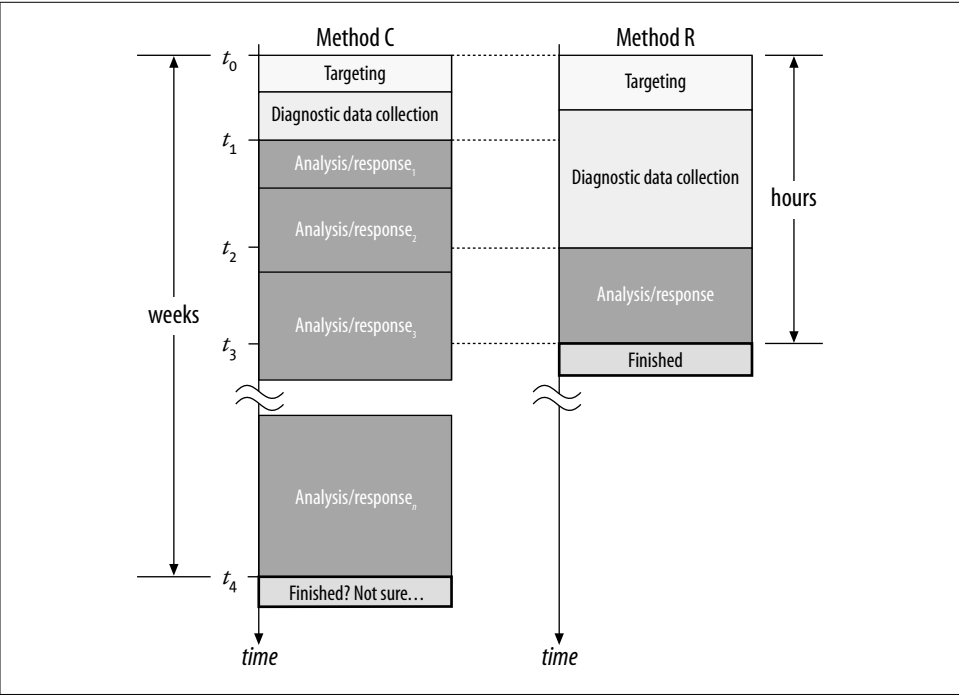 Method C
Method R
t0
Targeting
Targeting
Diagnostic data collection
t1
Analysis/response1
Diagnostic data collection
hours
Analysis/response2
t2
Analysis/response
weeks
Analysis/response3
t3
Finished
Analysis/responsen
t4
Finished? Not sure…
time
time